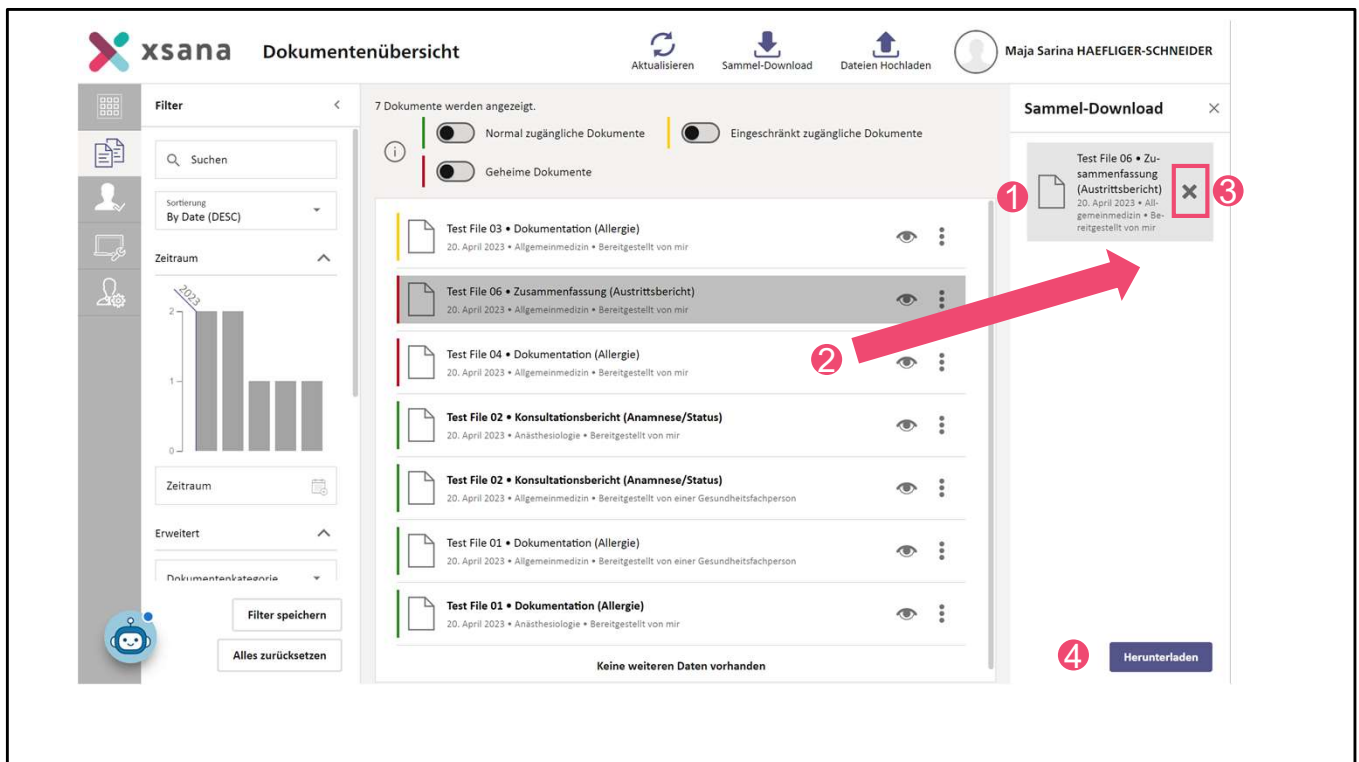 xsana
Dokumentenübersicht
Aktualisieren
Sammel-Download
Dateien Hochladen
Maja Sarina HAEFLIGER-SCHNEIDER
Filter
Suchen
Sortierung
By Date (DESC)
Zeitraum
2023
2
1
0
Zeitraum
Erweitert
Dokumentenkategorie
Filter speichern
Alles zurücksetzen
7 Dokumente werden angezeigt.
Normal zugängliche Dokumente
Eingeschränkt zugängliche Dokumente
Geheime Dokumente
Test File 03 • Dokumentation (Allergie)
20. April 2023 • Allgemeinmedizin • Bereitgestellt von mir
Test File 06 • Zusammenfassung (Austrittsbericht)
20. April 2023 • Allgemeinmedizin • Bereitgestellt von mir
Test File 04 • Dokumentation (Allergie)
20. April 2023 • Allgemeinmedizin • Bereitgestellt von mir
Test File 02 • Konsultationsbericht (Anamnese/Status)
20. April 2023 • Anästhesiologie • Bereitgestellt von mir
Test File 02 • Konsultationsbericht (Anamnese/Status)
20. April 2023 • Allgemeinmedizin • Bereitgestellt von einer Gesundheitsfachperson
Test File 01 • Dokumentation (Allergie)
20. April 2023 • Allgemeinmedizin • Bereitgestellt von einer Gesundheitsfachperson
Test File 01 • Dokumentation (Allergie)
20. April 2023 • Anästhesiologie • Bereitgestellt von mir
Keine weiteren Daten vorhanden
Sammel-Download
1
Test File 06 • Zu-
sammenfassung
(Austrittsbericht)
20. April 2023 • All-
gemeinmedizin • Be-
reitgestellt von mir
3
2
4
Herunterladen